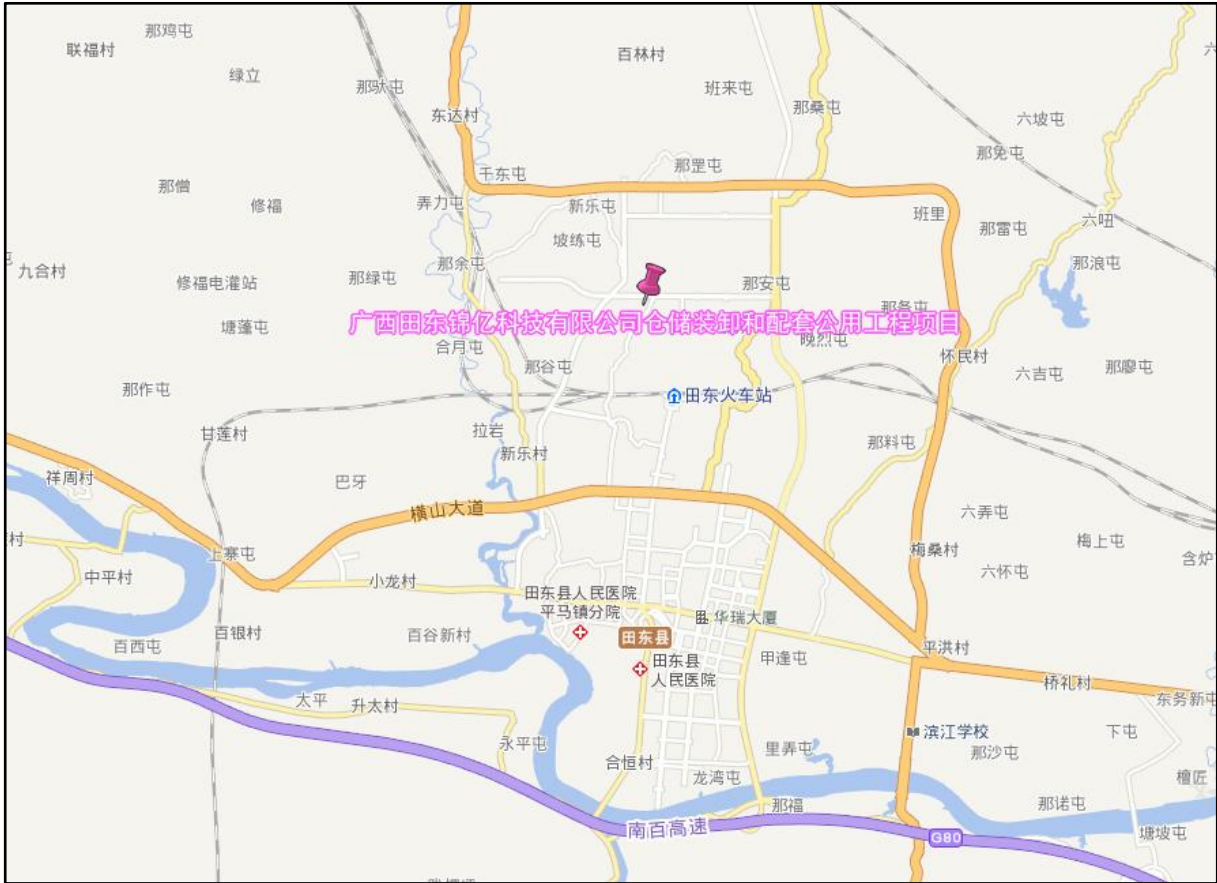 那鸡屯
联福村
百林村
绿立
那驮屯
班来屯
那桑屯
东达村
六坡屯
那兔屯
那罡屯
那僧
千东屯
修福
弄力屯
新乐屯
班里
六吜
坡练屯
那雷屯
九合村
那余屯
那浪屯
修福电灌站
那绿屯
那安屯
那务屯
广西田东锦亿科技有限公司仓储装卸和配套公用工程项目
塘蓬屯
合月屯
晚烈屯
怀民村
那谷屯
六吉屯
那廖屯
那作屯
田东火车站
甘莲村
拉岩
新乐村
那料屯
祥周村
巴牙
横山大道
六弄屯
村
上寨屯
梅桑村
梅上屯
含炉
中平村
小龙村
六怀屯
田东县人民医院
平马镇分院
华瑞大厦
百西屯
百银村
百谷新村
田东县
平洪村
田东县
人民医院
甲逢屯
桥礼村
太平
升太村
东务新屯
滨江学校
下屯
永平屯
里弄屯
那沙屯
合恒村
龙湾屯
檀匠
那福
那诺屯
南百高速
G80
塘坡屯